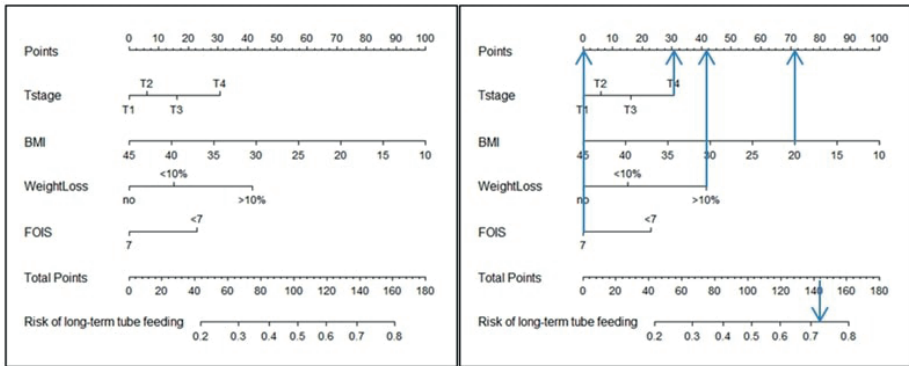 0 10 20 30 40 50 60 70 80 90 100
Points
T2 T4
Tstage
T1 T3
BMI
45 40 35 30 25 20 15 10
<10%
WeightLoss
no >10%
<7
FOIS
7
Total Points
0 20 40 60 80 100 120 140 160 180
Risk of long-term tube feeding
0.2 0.3 0.4 0.5 0.6 0.7 0.8
0 10 20 30 40 50 60 70 80 90 100
Points
T2 T4
Tstage
T1 T3
BMI
45 40 35 30 25 20 15 10
<10%
WeightLoss
no >10%
<7
FOIS
7
Total Points
0 20 40 60 80 100 120 140 160 180
Risk of long-term tube feeding
0.2 0.3 0.4 0.5 0.6 0.7 0.8